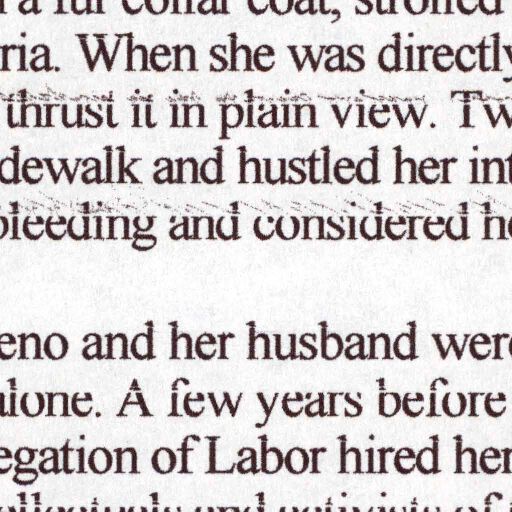 a fur collar coat, strolled
ria. When she was directly
thrust it in plain view. Tw
dewalk and hustled her int
bleeding and considered he
eno and her husband were
alone. A few years before
egation of Labor hired her